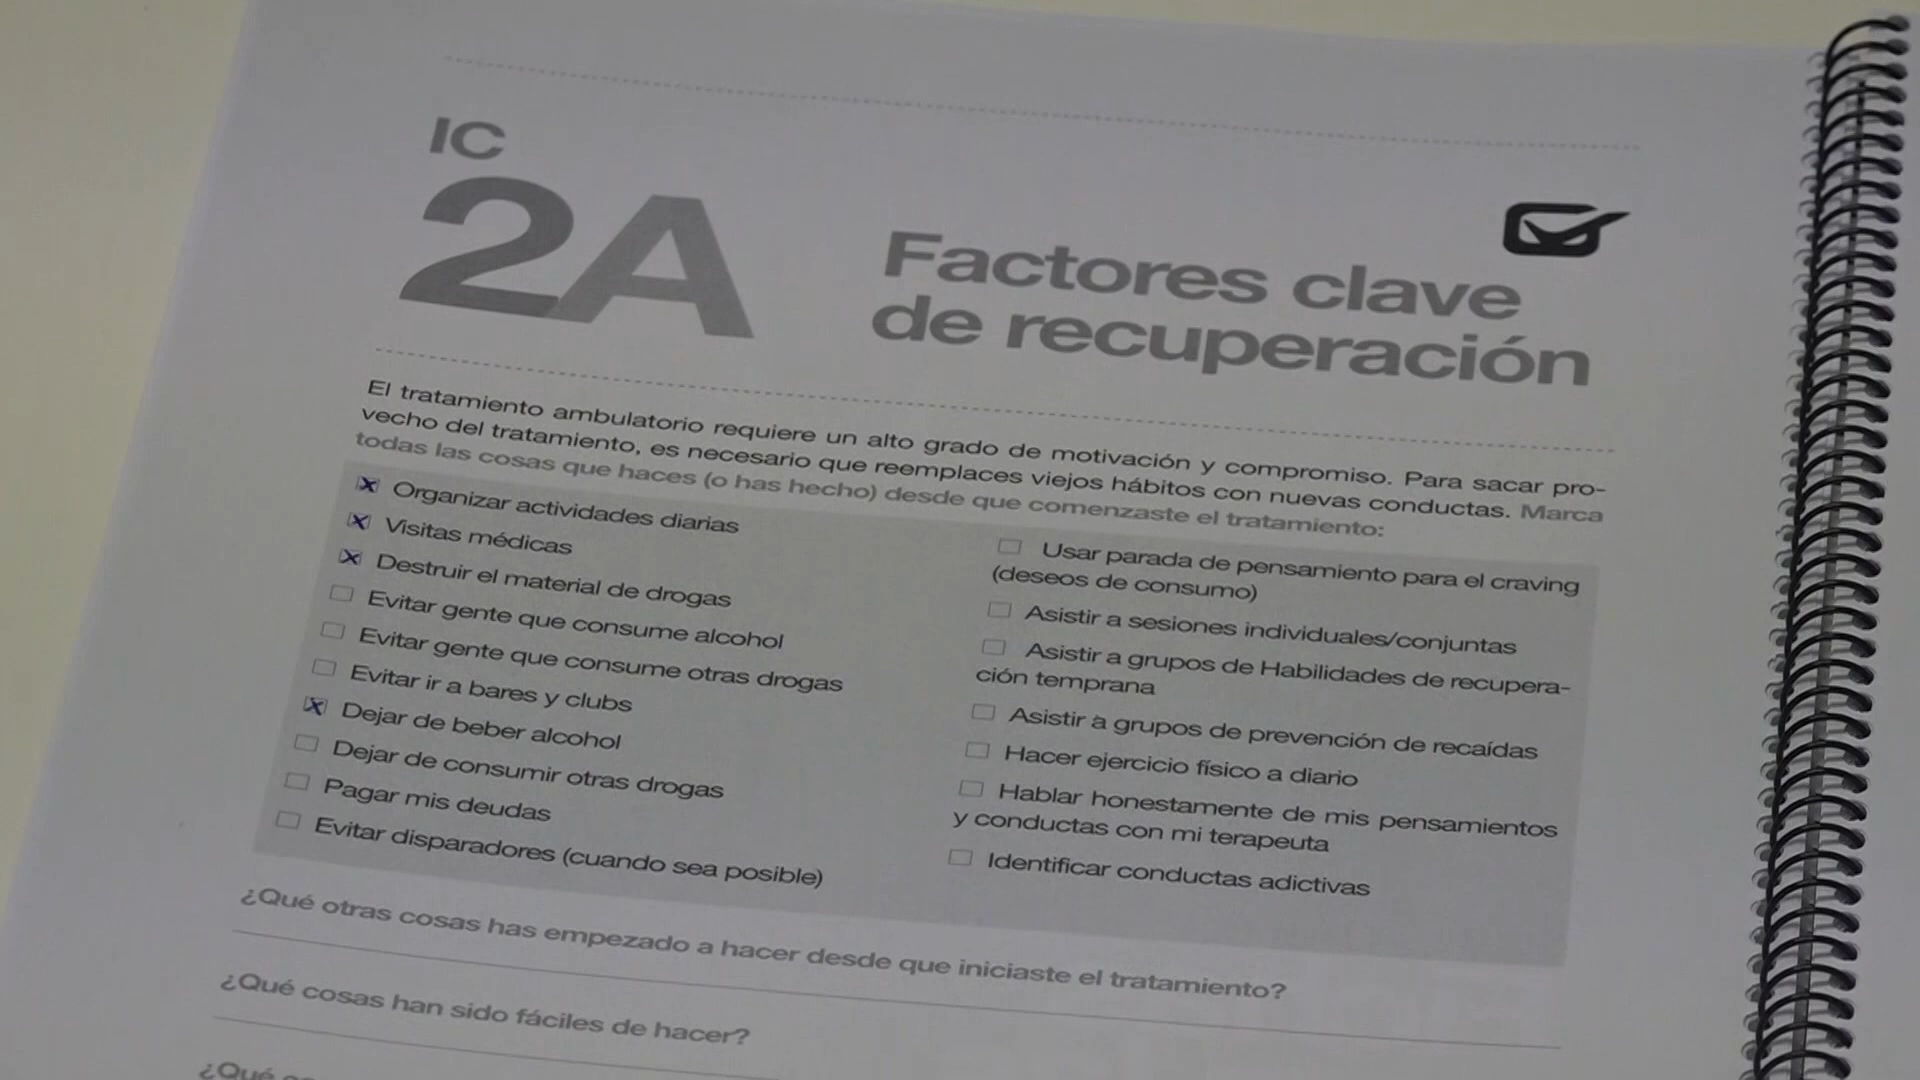 IC
2A
Factores clave
de recuperación
El tratamiento ambulatorio requiere un alto grado de motivación y compromiso. Para sacar pro-
vecho del tratamiento, es necesario que reemplaces viejos hábitos con nuevas conductas. Marca
todas las cosas que haces (o has hecho) desde que comenzaste el tratamiento:
Organizar actividades diarias
Visitas médicas
Destruir el material de drogas
Evitar gente que consume alcohol
Evitar gente que consume otras drogas
Evitar ir a bares y clubs
Dejar de beber alcohol
Dejar de consumir otras drogas
Pagar mis deudas
Evitar disparadores (cuando sea posible)
Usar parada de pensamiento para el craving
(deseos de consumo)
Asistir a sesiones individuales/conjuntas
Asistir a grupos de Habilidades de recupera-
ción temprana
Asistir a grupos de prevención de recaídas
Hacer ejercicio físico a diario
Hablar honestamente de mis pensamientos
y conductas con mi terapeuta
Identificar conductas adictivas
¿Qué otras cosas has empezado a hacer desde que iniciaste el tratamiento?
¿Qué cosas han sido fáciles de hacer?
¿Qué